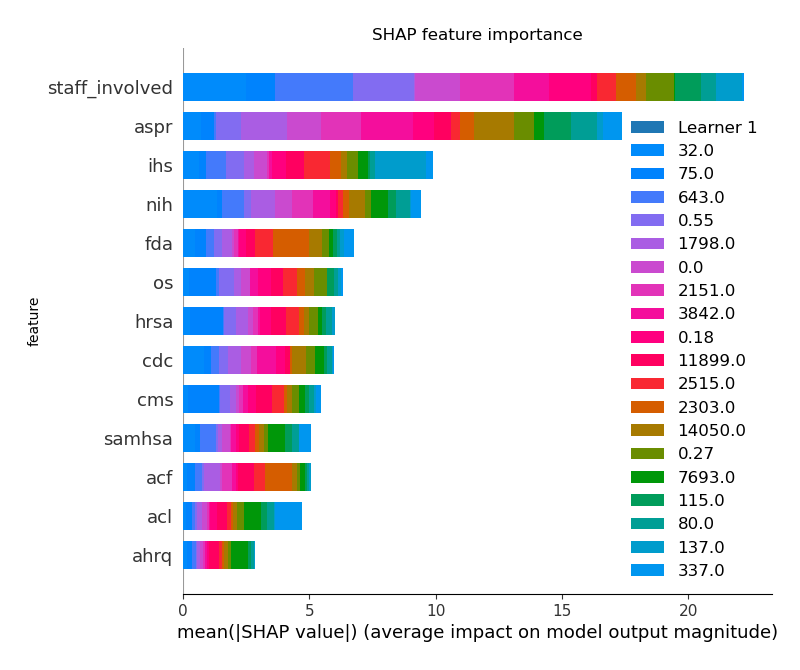 SHAP feature importance
feature
staff_involved
aspr
ihs
nih
fda
os
hrsa
cdc
cms
samhsa
acf
acl
ahrq
Learner 1
32.0
75.0
643.0
0.55
1798.0
0.0
2151.0
3842.0
0.18
11899.0
2515.0
2303.0
14050.0
0.27
7693.0
115.0
80.0
137.0
337.0
0 5 10 15 20
mean(|SHAP value|) (average impact on model output magnitude)